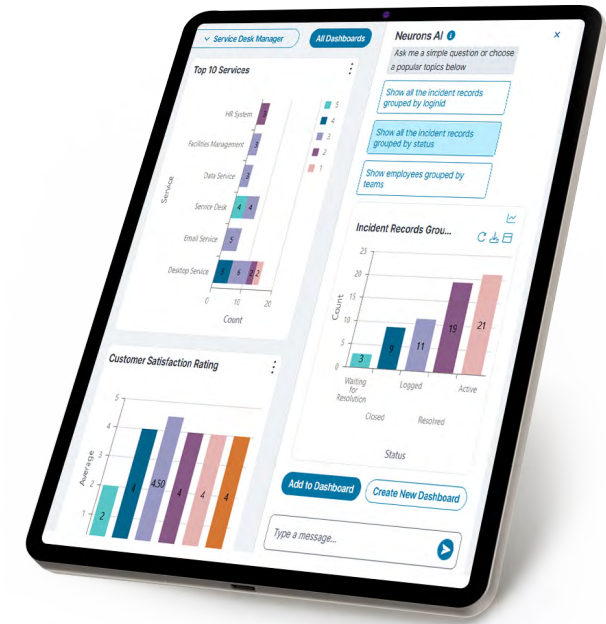 Service Desk Manager
All Dashboards
Top 10 Services
Service
HR System
Facilities Management
Data Service
Service Desk
Email Service
Desktop Service
3
3
3
4 4
5
6 2
0 10 20
Count
5
4
3
2
1
Customer Satisfaction Rating
Average
5
4
3
2
1
2
4
4.50
4
4
4
Neurons AI
Ask me a simple question or choose
a popular topics below
Show all the incident records
grouped by loginid
Show all the incident records
grouped by status
Show employees grouped by
teams
Incident Records Grou...
Count
25
20
15
10
5
0
3
9
11
19
21
Waiting
for
Resolution
Closed
Logged
Resolved
Active
Status
Add to Dashboard
Create New Dashboard
Type a message...